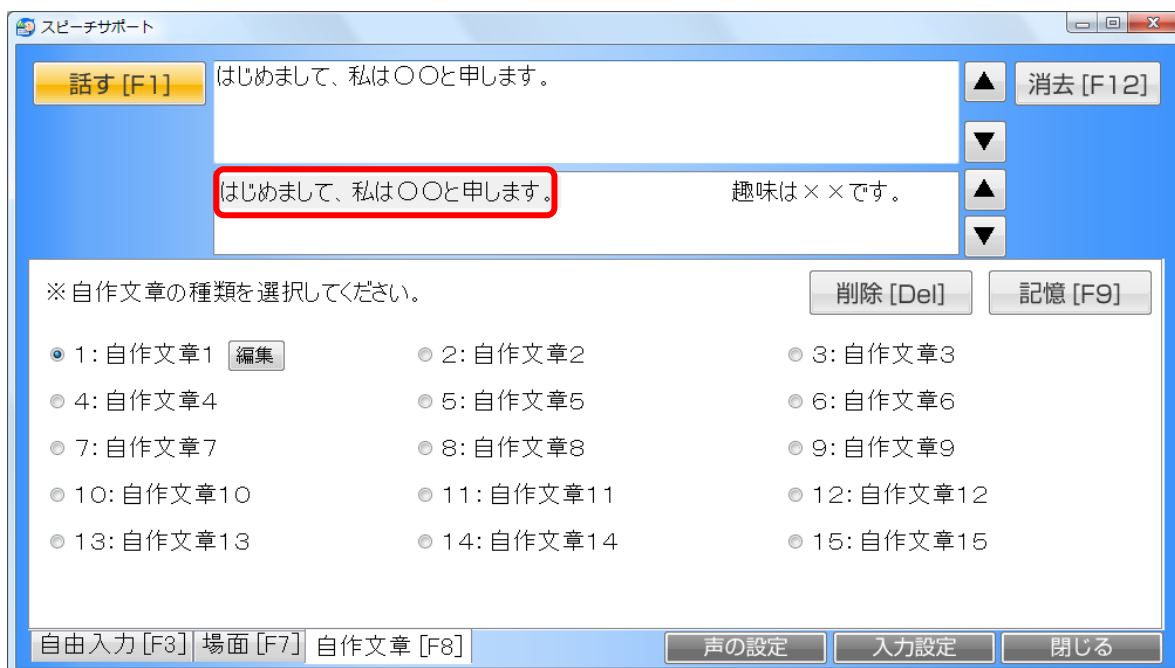 スピーチサポート
話す [F1]
はじめまして、私は〇〇と申します。
▲
消去 [F12]
▼
はじめまして、私は〇〇と申します。 趣味は××です。
▲
▼
※自作文章の種類を選択してください。
削除 [Del]
記憶 [F9]
1:自作文章1 編集 2:自作文章2 3:自作文章3
4:自作文章4 5:自作文章5 6:自作文章6
7:自作文章7 8:自作文章8 9:自作文章9
10:自作文章10 11:自作文章11 12:自作文章12
13:自作文章13 14:自作文章14 15:自作文章15
自由入力 [F3] 場面 [F7] 自作文章 [F8] 声の設定 入力設定 閉じる